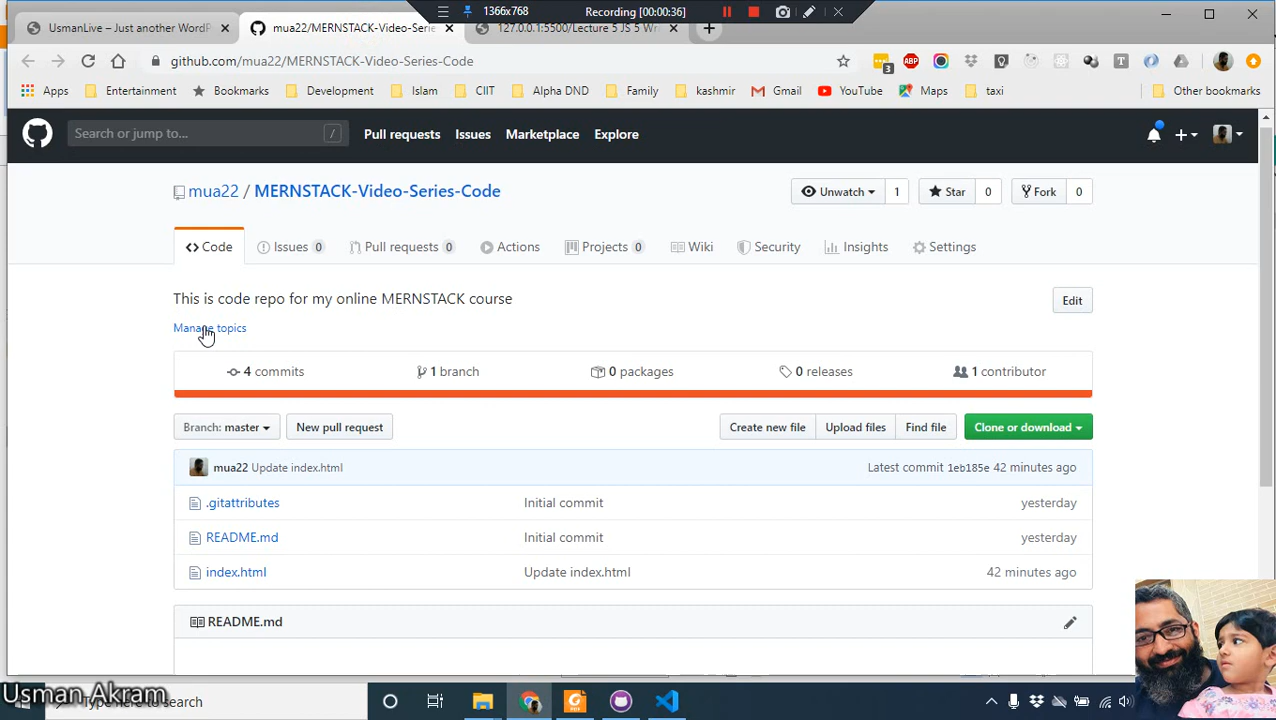 1366x768 Recording [00:00:36]
UsmanLive – Just another WordP
mua22/MERNSTACK-Video-Series-
127.0.0.1:5500/Lecture 5 JS 5 Wr
github.com/mua22/MERNSTACK-Video-Series-Code
3 ABP
Apps Entertainment Bookmarks Development Islam CIIT Alpha DND Family kashmir Gmail YouTube Maps taxi Other bookmarks
Search or jump to... / Pull requests Issues Marketplace Explore
mua22 / MERNSTACK-Video-Series-Code Unwatch 1 Star 0 Fork 0
Code Issues 0 Pull requests 0 Actions Projects 0 Wiki Security Insights Settings
This is code repo for my online MERNSTACK course Edit
Manage topics
4 commits 1 branch 0 packages 0 releases 1 contributor
Branch: master New pull request Create new file Upload files Find file Clone or download
mua22 Update index.html Latest commit 1eb185e 42 minutes ago
.gitattributes Initial commit yesterday
README.md Initial commit yesterday
index.html Update index.html 42 minutes ago
README.md
Usman Akram
Type here to search